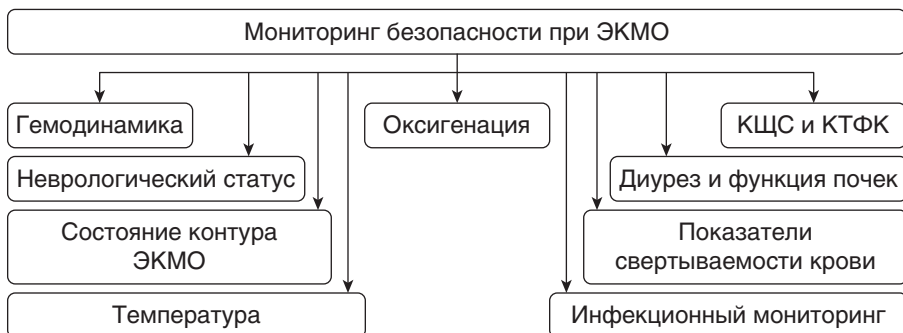 Мониторинг безопасности при ЭКМО
Гемодинамика
Оксигенация
КЩС и КТФК
Неврологический статус
Диурез и функция почек
Состояние контура
ЭКМО
Показатели
свертываемости крови
Температура
Инфекционный мониторинг